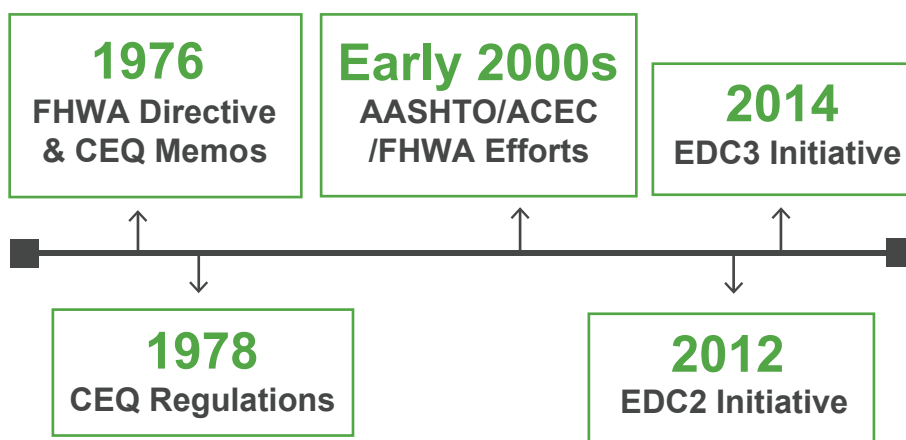 1976
FHWA Directive
& CEQ Memos
Early 2000s
AASHTO/ACEC
/FHWA Efforts
2014
EDC3 Initiative
1978
CEQ Regulations
2012
EDC2 Initiative